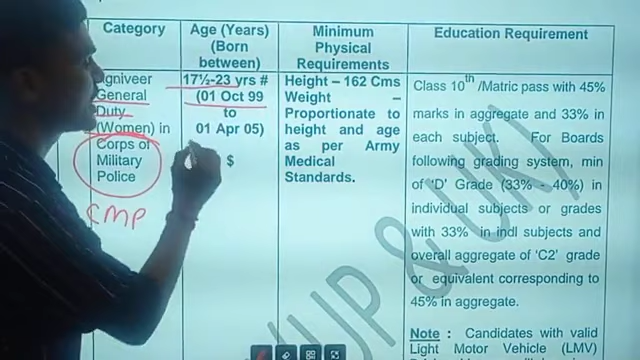 Category
Age (Years)
(Born
between)
Minimum
Physical
Requirements
Education Requirement
Agniveer
General
Duty
(Women) in
Corps of
Military
Police
CMP
17½-23 yrs #
(01 Oct 99
to
01 Apr 05)
$
Height – 162 Cms
Weight –
Proportionate to
height and age
as per Army
Medical
Standards.
Class 10th /Matric pass with 45%
marks in aggregate and 33% in
each subject. For Boards
following grading system, min
of 'D' Grade (33% - 40%) in
individual subjects or grades
with 33% in indl subjects and
overall aggregate of 'C2' grade
or equivalent corresponding to
45% in aggregate.
Note : Candidates with valid
Light Motor Vehicle (LMV)
(UP & UK)